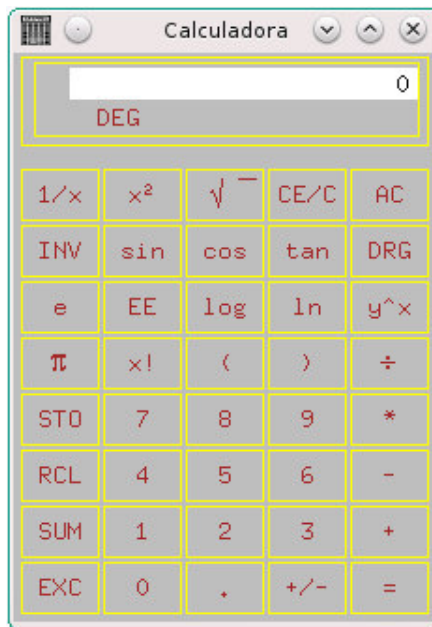 Calculadora
0
DEG
1/x x² √‾ CE/C AC
INV sin cos tan DRG
e EE log ln y^x
π x! ( ) ÷
STO 7 8 9 *
RCL 4 5 6 -
SUM 1 2 3 +
EXC 0 . +/- =